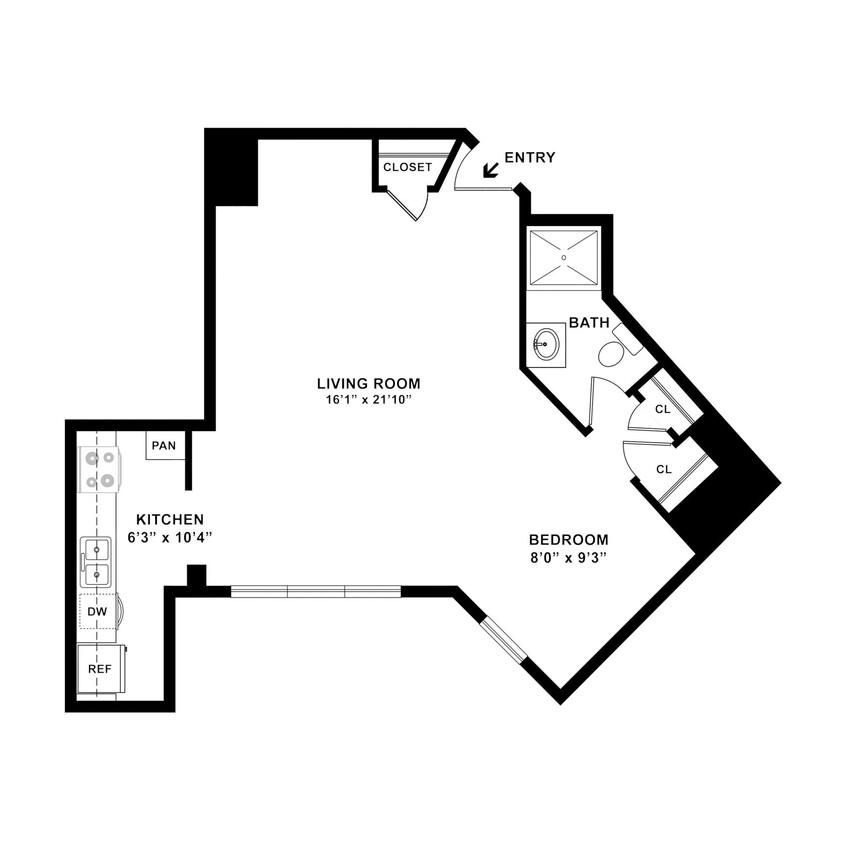 ENTRY
CLOSET
BATH
LIVING ROOM
16'1" x 21'10"
CL
PAN
CL
KITCHEN
6'3" x 10'4"
BEDROOM
8'0" x 9'3"
DW
REF